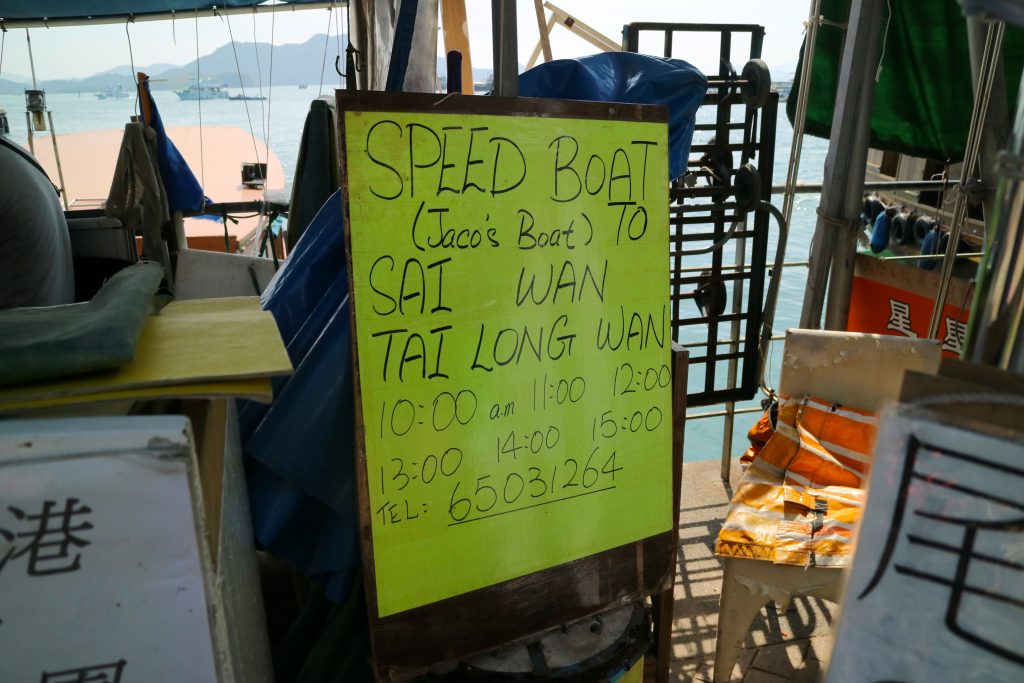 SPEED BOAT
(Jaco's Boat) TO
SAI WAN
TAI LONG WAN
10:00 a.m 11:00 12:00
13:00 14:00 15:00
TEL: 65031264
港
尾
星